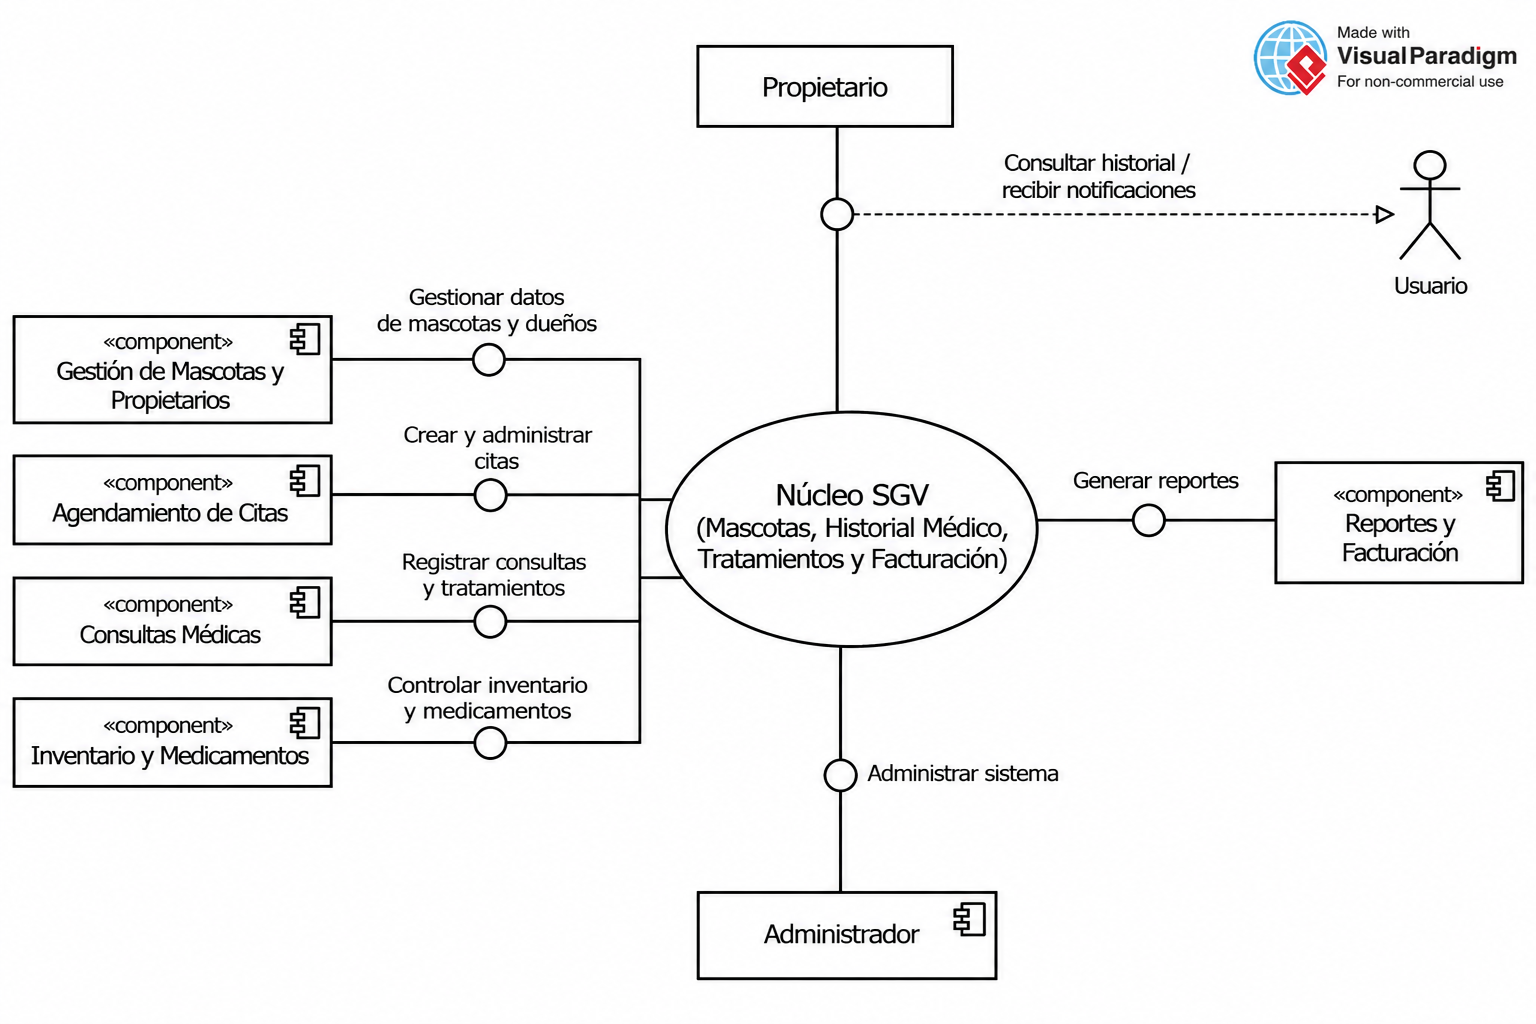 Made with
Visual Paradigm
For non-commercial use
Propietario
Consultar historial /
recibir notificaciones
Usuario
Gestionar datos
de mascotas y dueños
«component»
Gestión de Mascotas y
Propietarios
Crear y administrar
citas
«component»
Agendamiento de Citas
Registrar consultas
y tratamientos
«component»
Consultas Médicas
Controlar inventario
y medicamentos
«component»
Inventario y Medicamentos
Núcleo SGV
(Mascotas, Historial Médico,
Tratamientos y Facturación)
Generar reportes
«component»
Reportes y
Facturación
Administrar sistema
Administrador